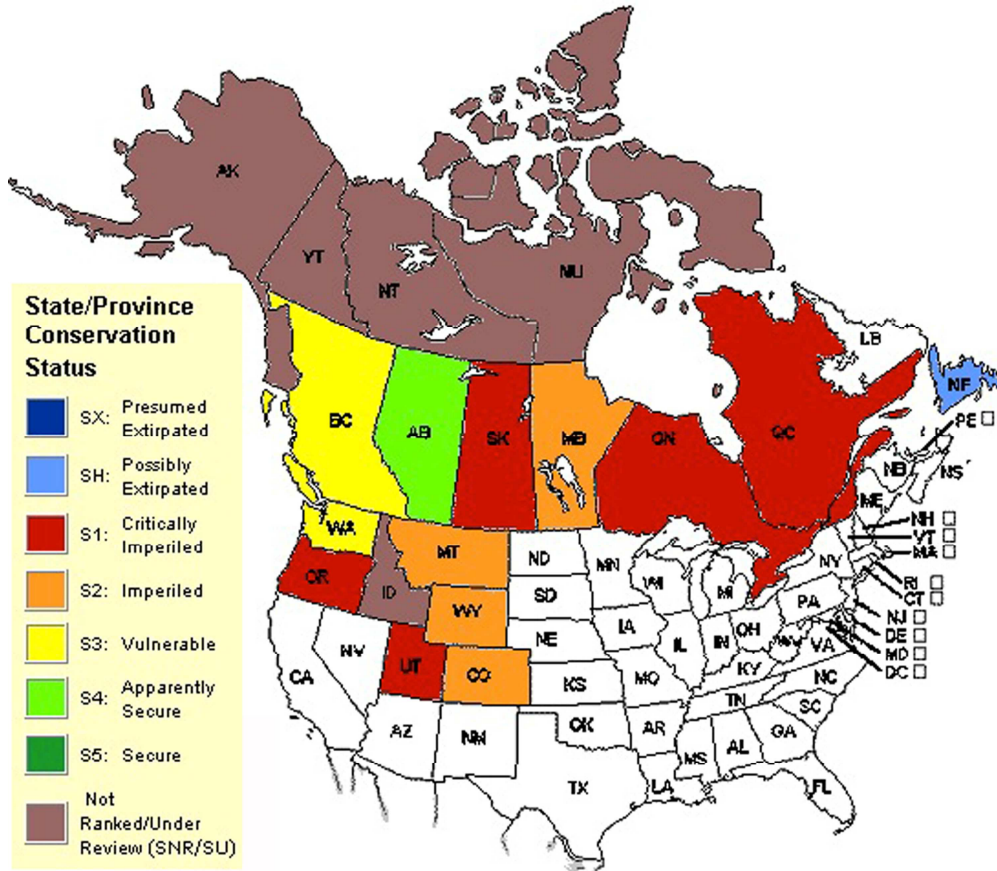 State/Province
Conservation
Status
SX: Presumed
Extirpated
SH: Possibly
Extirpated
S1: Critically
Imperiled
S2: Imperiled
S3: Vulnerable
S4: Apparently
Secure
S5: Secure
Not
Ranked/Under
Review (SNR/SU)
AK
YT
NT
NU
BC
AB
SK
MB
ON
QC
LB
NF
PE
NB
NS
ME
NH
VT
MA
RI
CT
NJ
DE
MD
DC
WA
OR
ID
MT
WY
UT
CO
CA
NV
AZ
NM
ND
SD
NE
KS
OK
TX
MN
IA
MO
AR
LA
WI
IL
MI
IN
OH
KY
TN
MS
AL
GA
FL
SC
NC
VA
WV
PA
NY